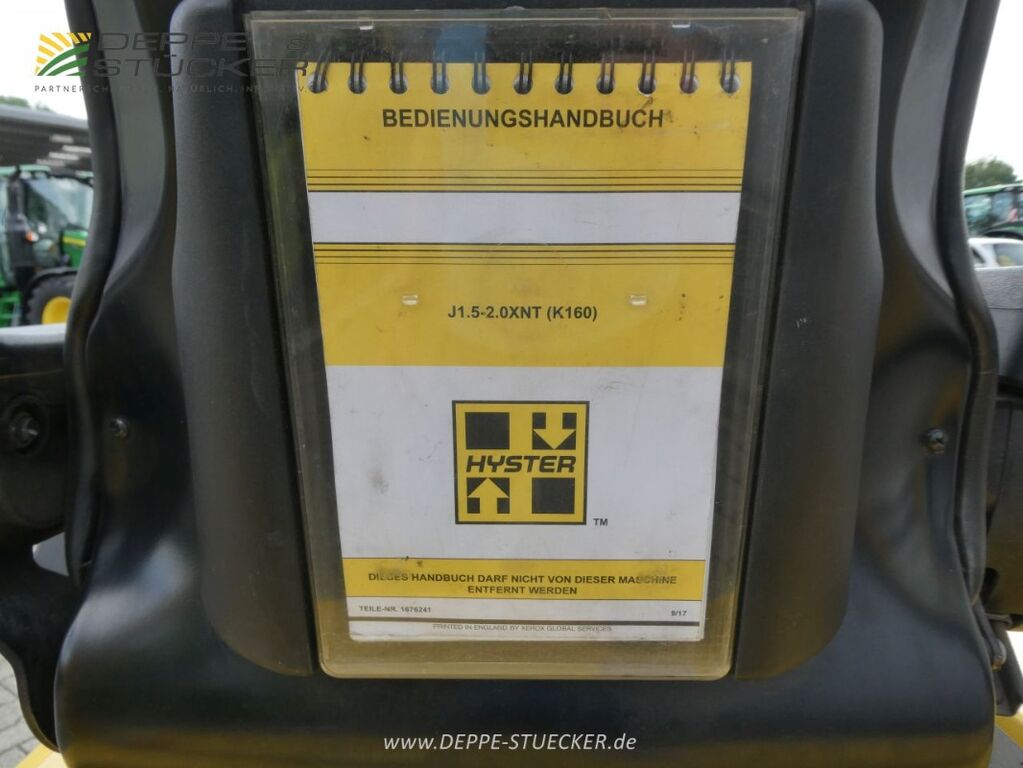 DEPPE &
STÜCKER
BEDIENUNGSHANDBUCH
J1.5-2.0XNT (K160)
HYSTER
TM
DIESES HANDBUCH DARF NICHT VON DIESER MASCHINE
ENTFERNT WERDEN
TEILE-NR. 1676241
9/17
PRINTED IN ENGLAND BY XEROX GLOBAL SERVICES
www.DEPPE-STUECKER.de